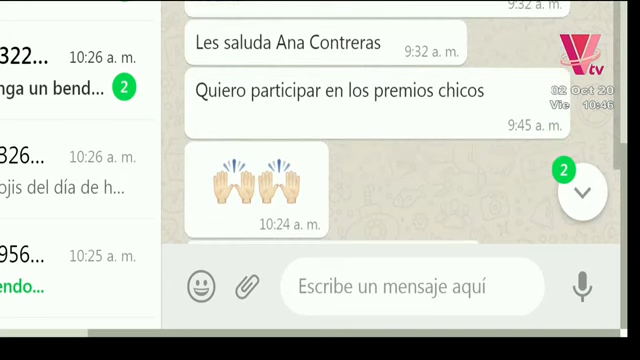 9:32 a. m.
322...
10:26 a. m.
nga un bend...
2
Les saluda Ana Contreras
9:32 a. m.
Quiero participar en los premios chicos
9:45 a. m.
326...
10:26 a. m.
ojis del día de h...
10:24 a. m.
2
956...
10:25 a. m.
endo...
Escribe un mensaje aquí
V tv
02 Oct 20
Vie 10:46